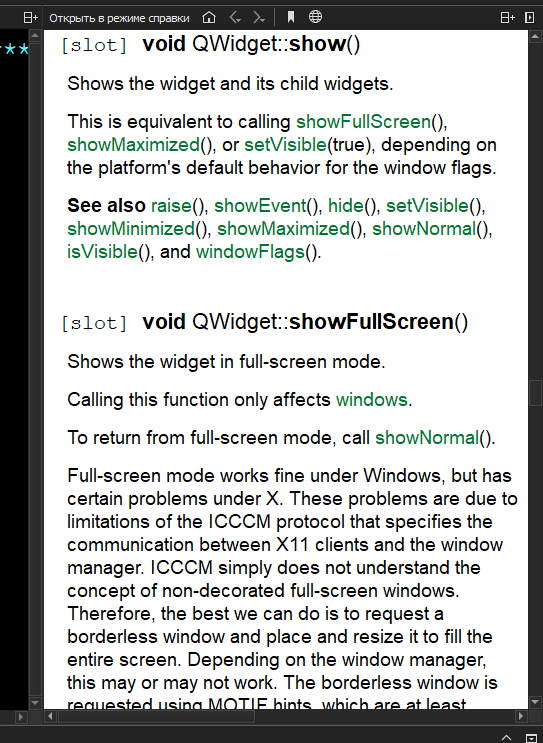 Открыть в режиме справки
**
[slot] void QWidget::show()
Shows the widget and its child widgets.
This is equivalent to calling showFullScreen(),
showMaximized(), or setVisible(true), depending on
the platform's default behavior for the window flags.
See also raise(), showEvent(), hide(), setVisible(),
showMinimized(), showMaximized(), showNormal(),
isVisible(), and windowFlags().
[slot] void QWidget::showFullScreen()
Shows the widget in full-screen mode.
Calling this function only affects windows.
To return from full-screen mode, call showNormal().
Full-screen mode works fine under Windows, but has
certain problems under X. These problems are due to
limitations of the ICCCM protocol that specifies the
communication between X11 clients and the window
manager. ICCCM simply does not understand the
concept of non-decorated full-screen windows.
Therefore, the best we can do is to request a
borderless window and place and resize it to fill the
entire screen. Depending on the window manager,
this may or may not work. The borderless window is
requested using MOTIF hints, which are at least